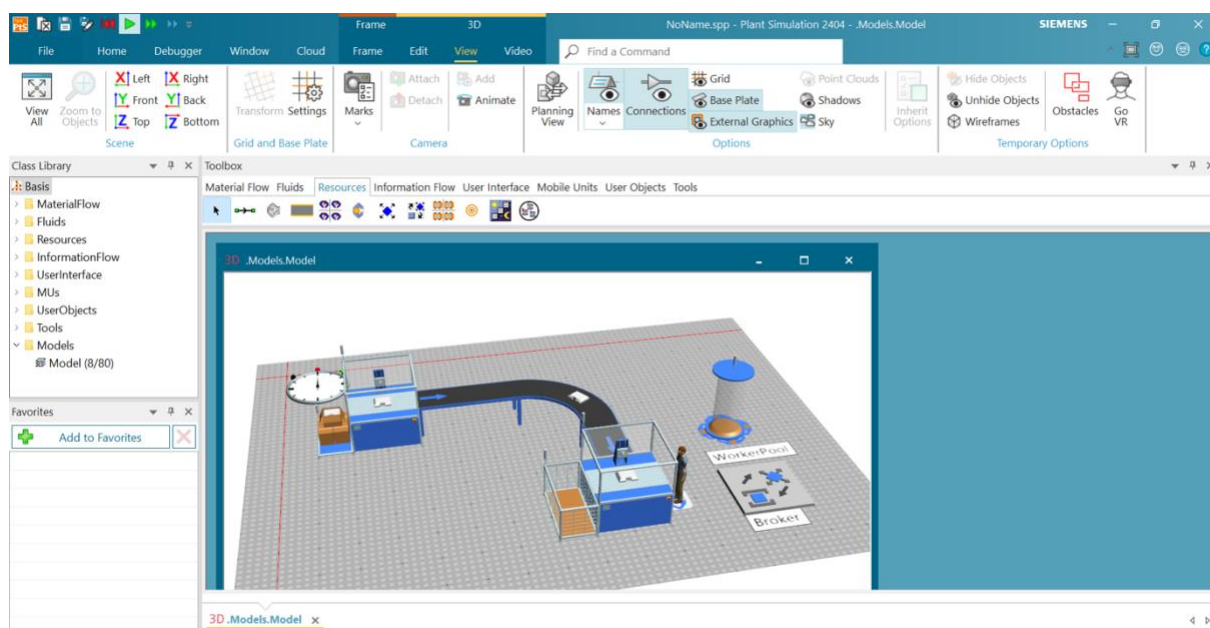 Frame 3D NoName.spp - Plant Simulation 2404 - .Models.Model SIEMENS
File Home Debugger Window Cloud Frame Edit View Video Find a Command
View All
Zoom to Objects
Left Right
Front Back
Top Bottom
Scene
Transform Settings
Grid and Base Plate
Marks
Attach
Detach
Add
Animate
Camera
Planning View
Names Connections
Grid
Base Plate
External Graphics
Point Clouds
Shadows
Sky
Inherit Options
Options
Hide Objects
Unhide Objects
Wireframes
Obstacles
Go VR
Temporary Options
Class Library
Basis
MaterialFlow
Fluids
Resources
InformationFlow
UserInterface
MUs
UserObjects
Tools
Models
Model (8/80)
Favorites
Add to Favorites
Toolbox
Material Flow Fluids Resources Information Flow User Interface Mobile Units User Objects Tools
3D .Models.Model
WorkerPool
Broker
3D .Models.Model